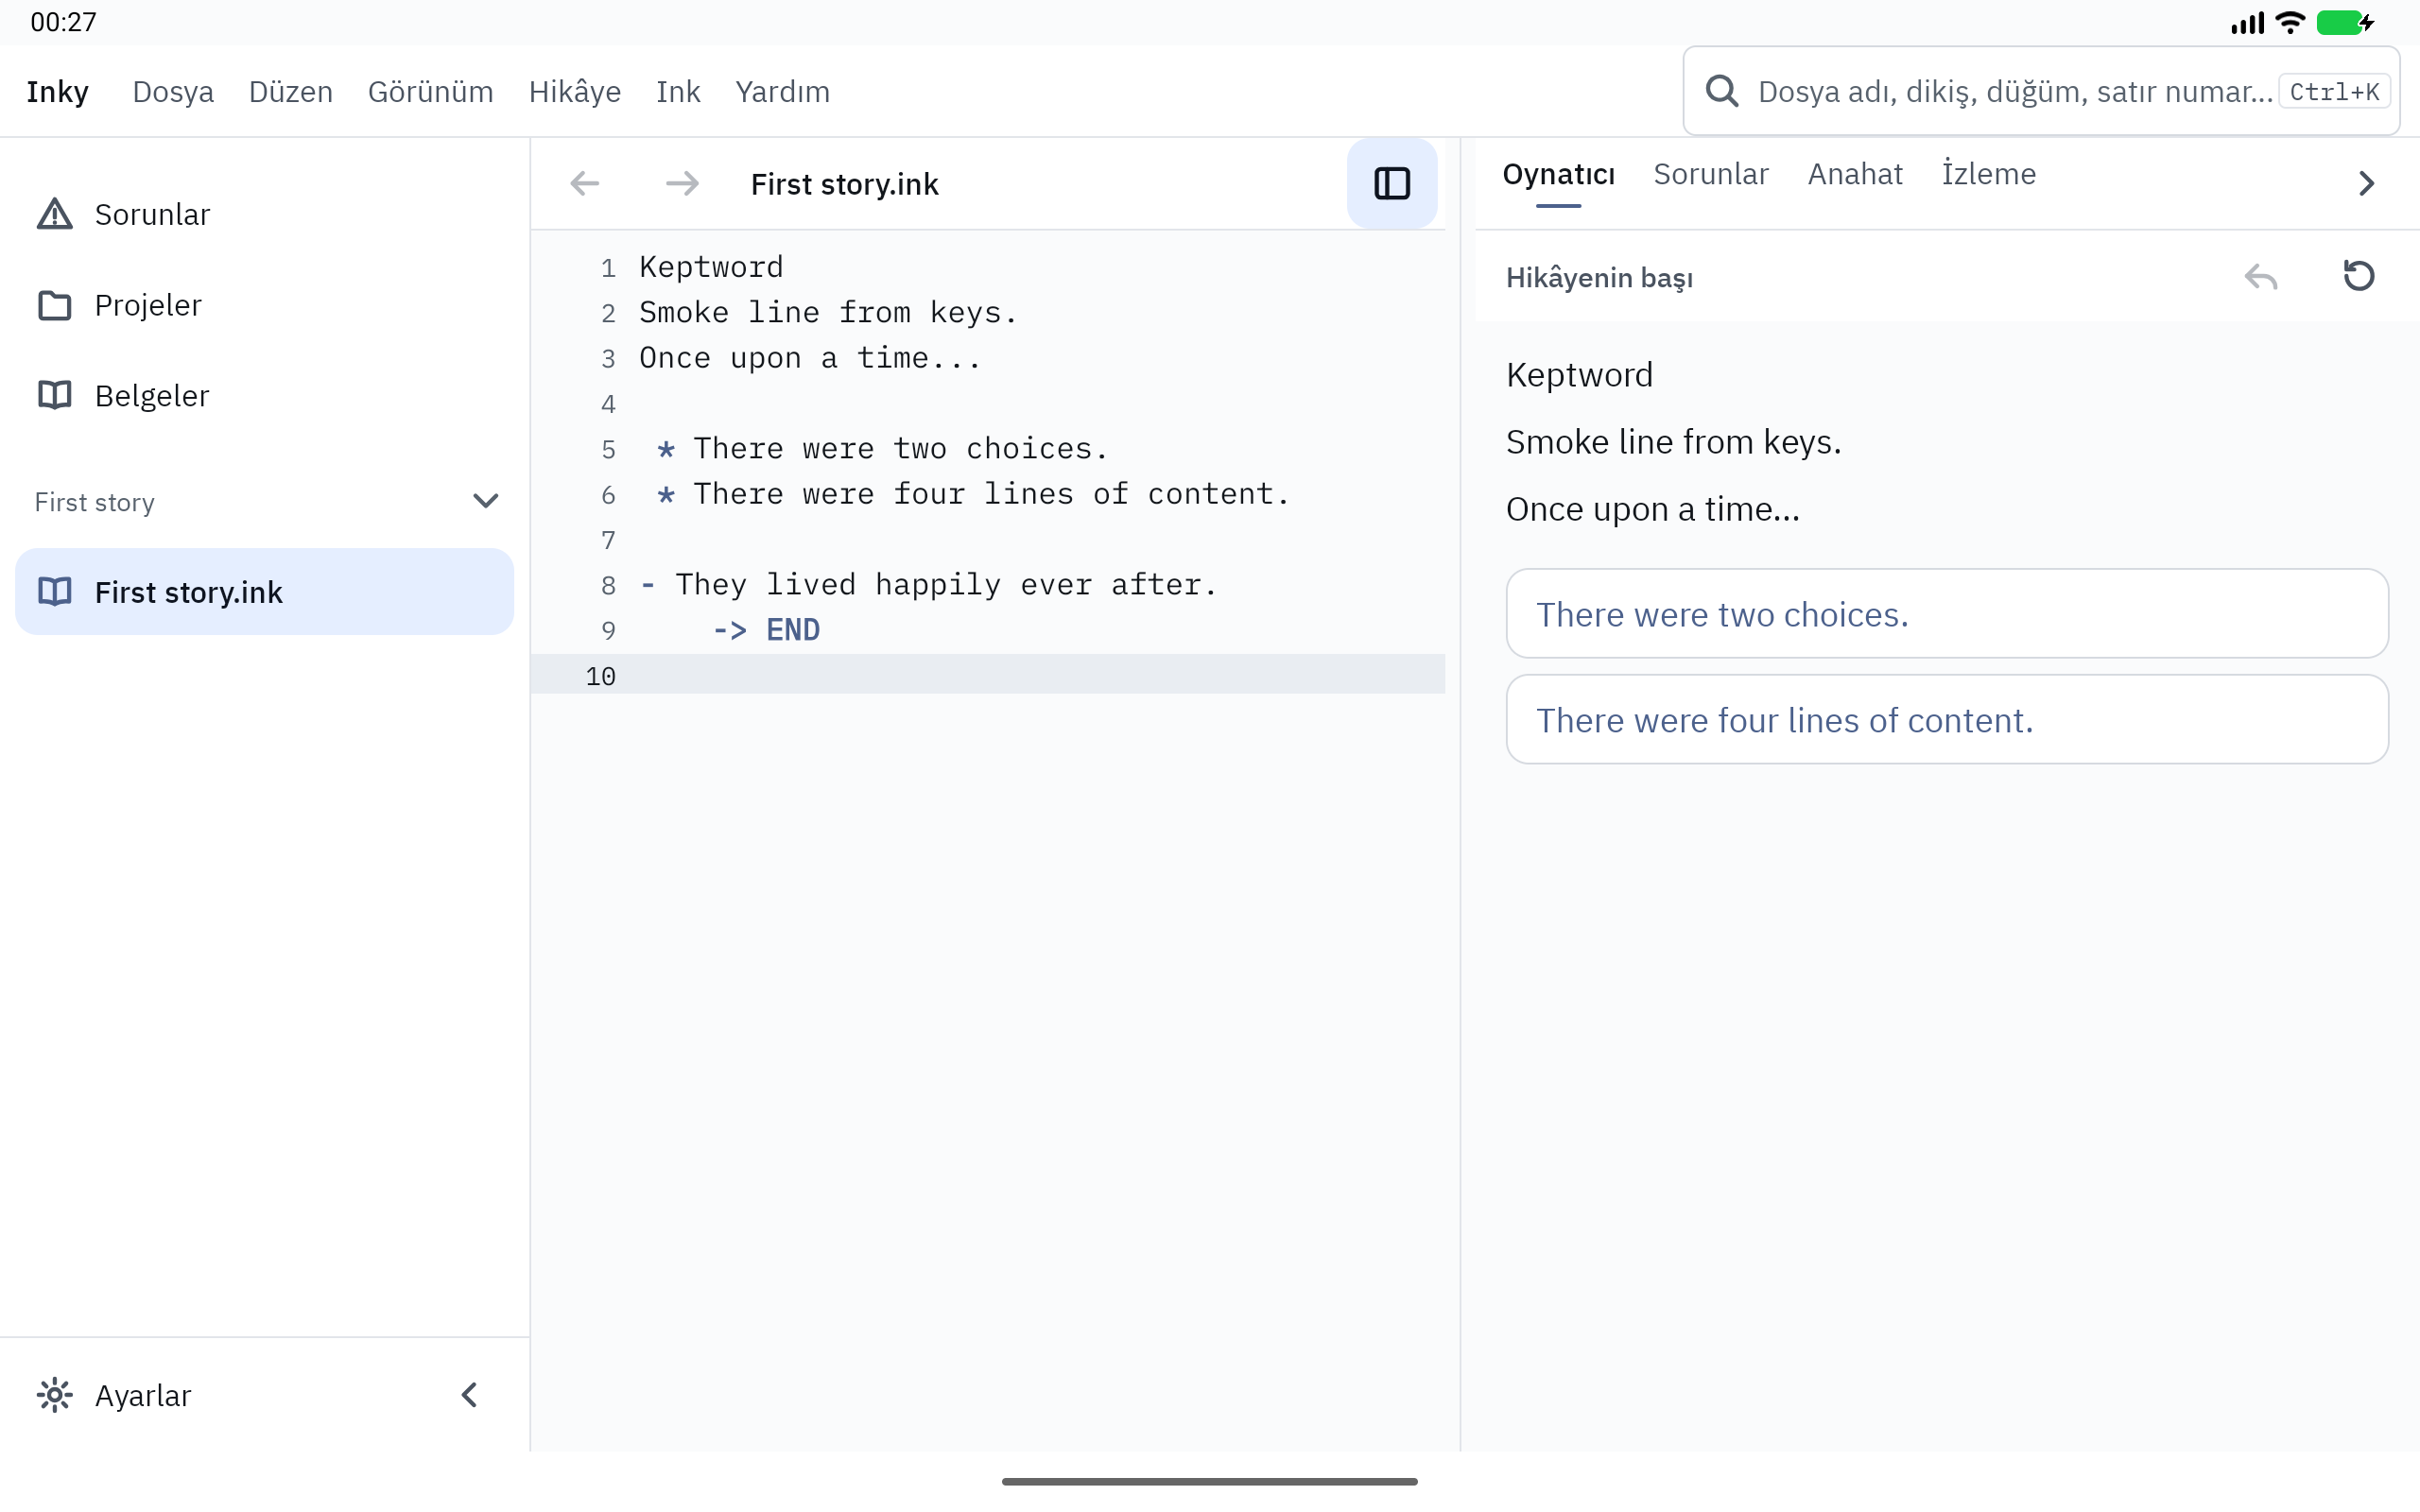 00:27
Inky Dosya Düzen Görünüm Hikâye Ink Yardım
Dosya adı, dikiş, düğüm, satır numar... Ctrl+K
Sorunlar
Projeler
Belgeler
First story
First story.ink
Ayarlar
First story.ink
1 Keptword
2 Smoke line from keys.
3 Once upon a time...
4
5 * There were two choices.
6 * There were four lines of content.
7
8 - They lived happily ever after.
9 -> END
10
Oynatıcı Sorunlar Anahat İzleme
Hikâyenin başı
Keptword
Smoke line from keys.
Once upon a time...
There were two choices.
There were four lines of content.